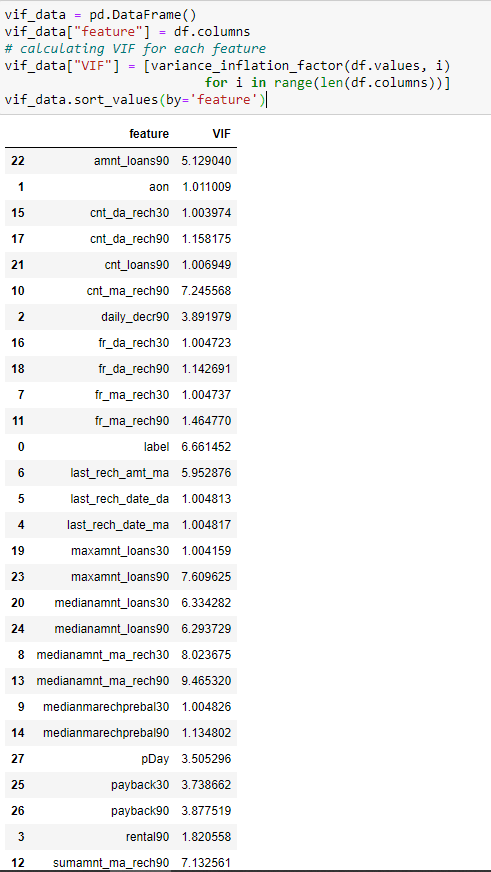 vif_data = pd.DataFrame()
vif_data["feature"] = df.columns
# calculating VIF for each feature
vif_data["VIF"] = [variance_inflation_factor(df.values, i)
for i in range(len(df.columns))]
vif_data.sort_values(by='feature')
feature VIF
22 amnt_loans90 5.129040
1 aon 1.011009
15 cnt_da_rech30 1.003974
17 cnt_da_rech90 1.158175
21 cnt_loans90 1.006949
10 cnt_ma_rech90 7.245568
2 daily_decr90 3.891979
16 fr_da_rech30 1.004723
18 fr_da_rech90 1.142691
7 fr_ma_rech30 1.004737
11 fr_ma_rech90 1.464770
0 label 6.661452
6 last_rech_amt_ma 5.952876
5 last_rech_date_da 1.004813
4 last_rech_date_ma 1.004817
19 maxamnt_loans30 1.004159
23 maxamnt_loans90 7.609625
20 medianamnt_loans30 6.334282
24 medianamnt_loans90 6.293729
8 medianamnt_ma_rech30 8.023675
13 medianamnt_ma_rech90 9.465320
9 medianmarechprebal30 1.004826
14 medianmarechprebal90 1.134802
27 pDay 3.505296
25 payback30 3.738662
26 payback90 3.877519
3 rental90 1.820558
12 sumamnt_ma_rech90 7.132561